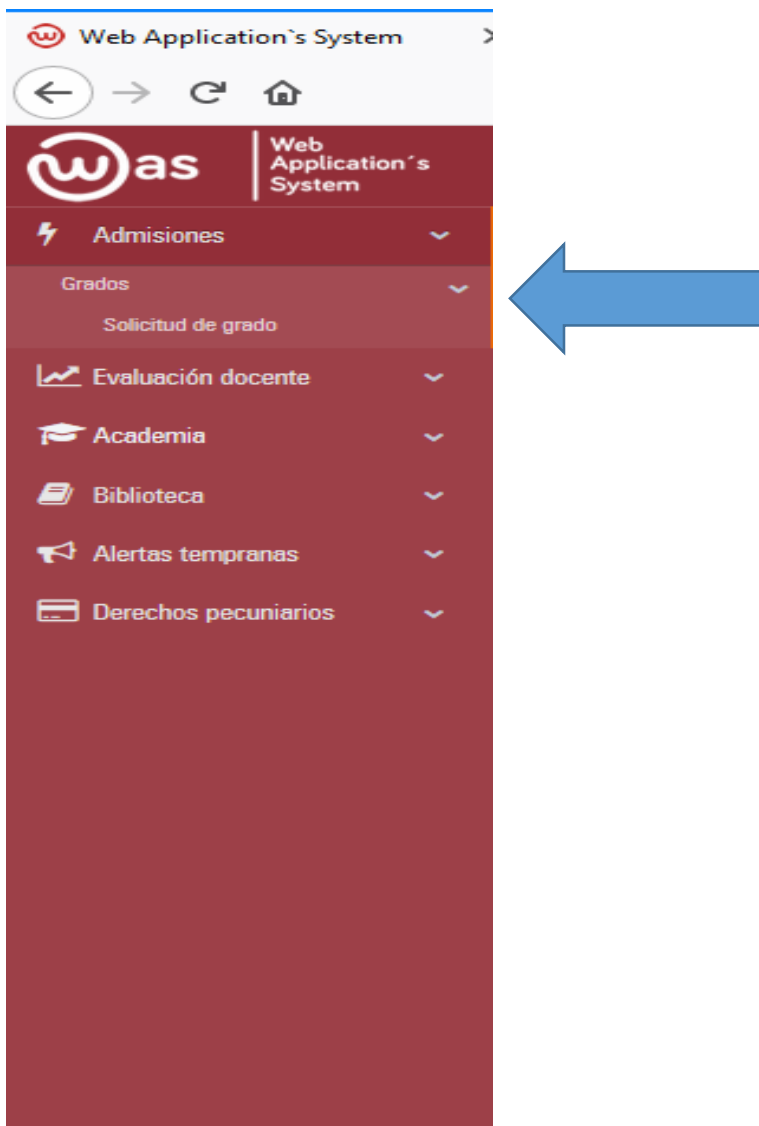 Web Application`s System
was
Web
Application´s
System
Admisiones
Grados
Solicitud de grado
Evaluación docente
Academia
Biblioteca
Alertas tempranas
Derechos pecuniarios